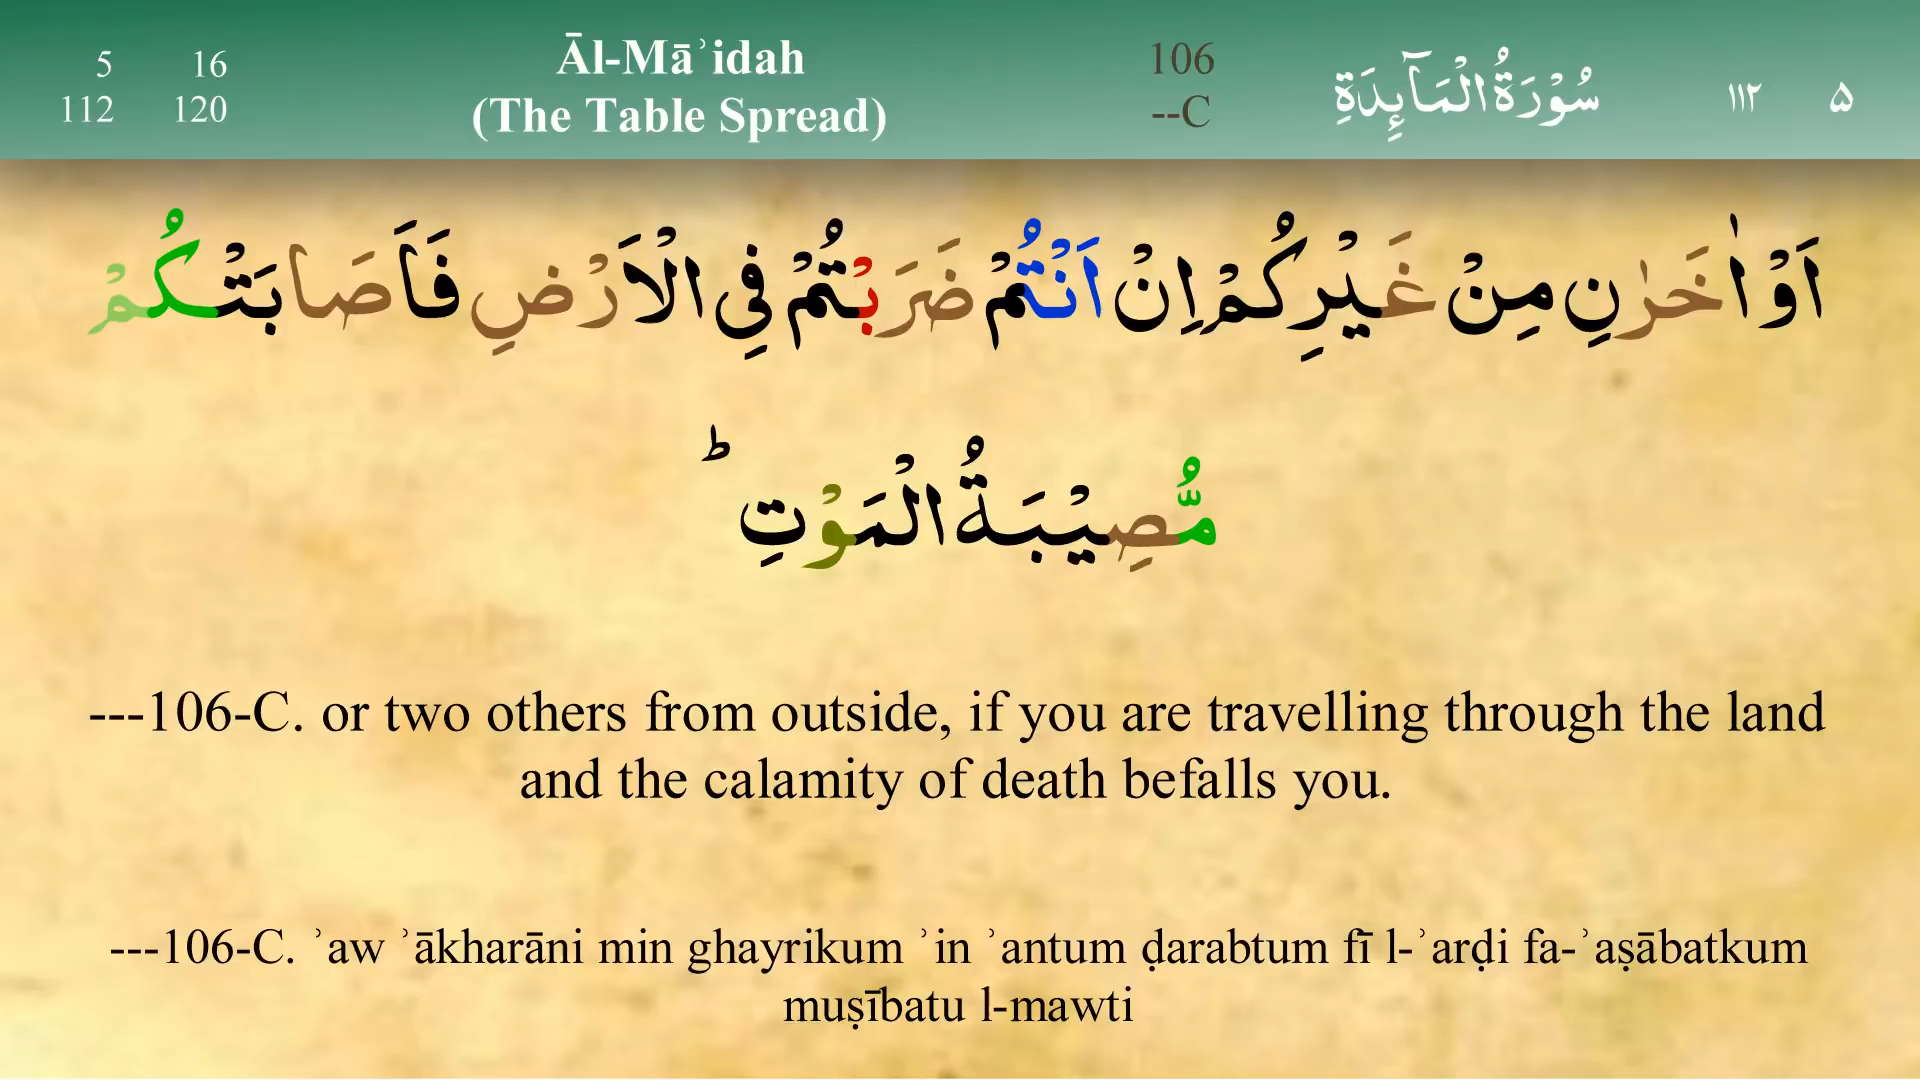 5 16
112 120
Āl-Māʾidah
(The Table Spread)
106
--C
سُوْرَةُ الْمَآئِدَةِ ١١٢ ۵
اَوْ اٰخَرٰنِ مِنْ غَيْرِكُمْ اِنْ اَنْتُمْ ضَرَبْتُمْ فِى الْاَرْضِ فَاَصَابَتْكُمْ
مُّصِيْبَةُ الْمَوْتِ ؕ
---106-C. or two others from outside, if you are travelling through the land
and the calamity of death befalls you.
---106-C. ʾaw ʾākharāni min ghayrikum ʾin ʾantum ḍarabtum fī l-ʾarḍi fa-ʾaṣābatkum
muṣībatu l-mawti